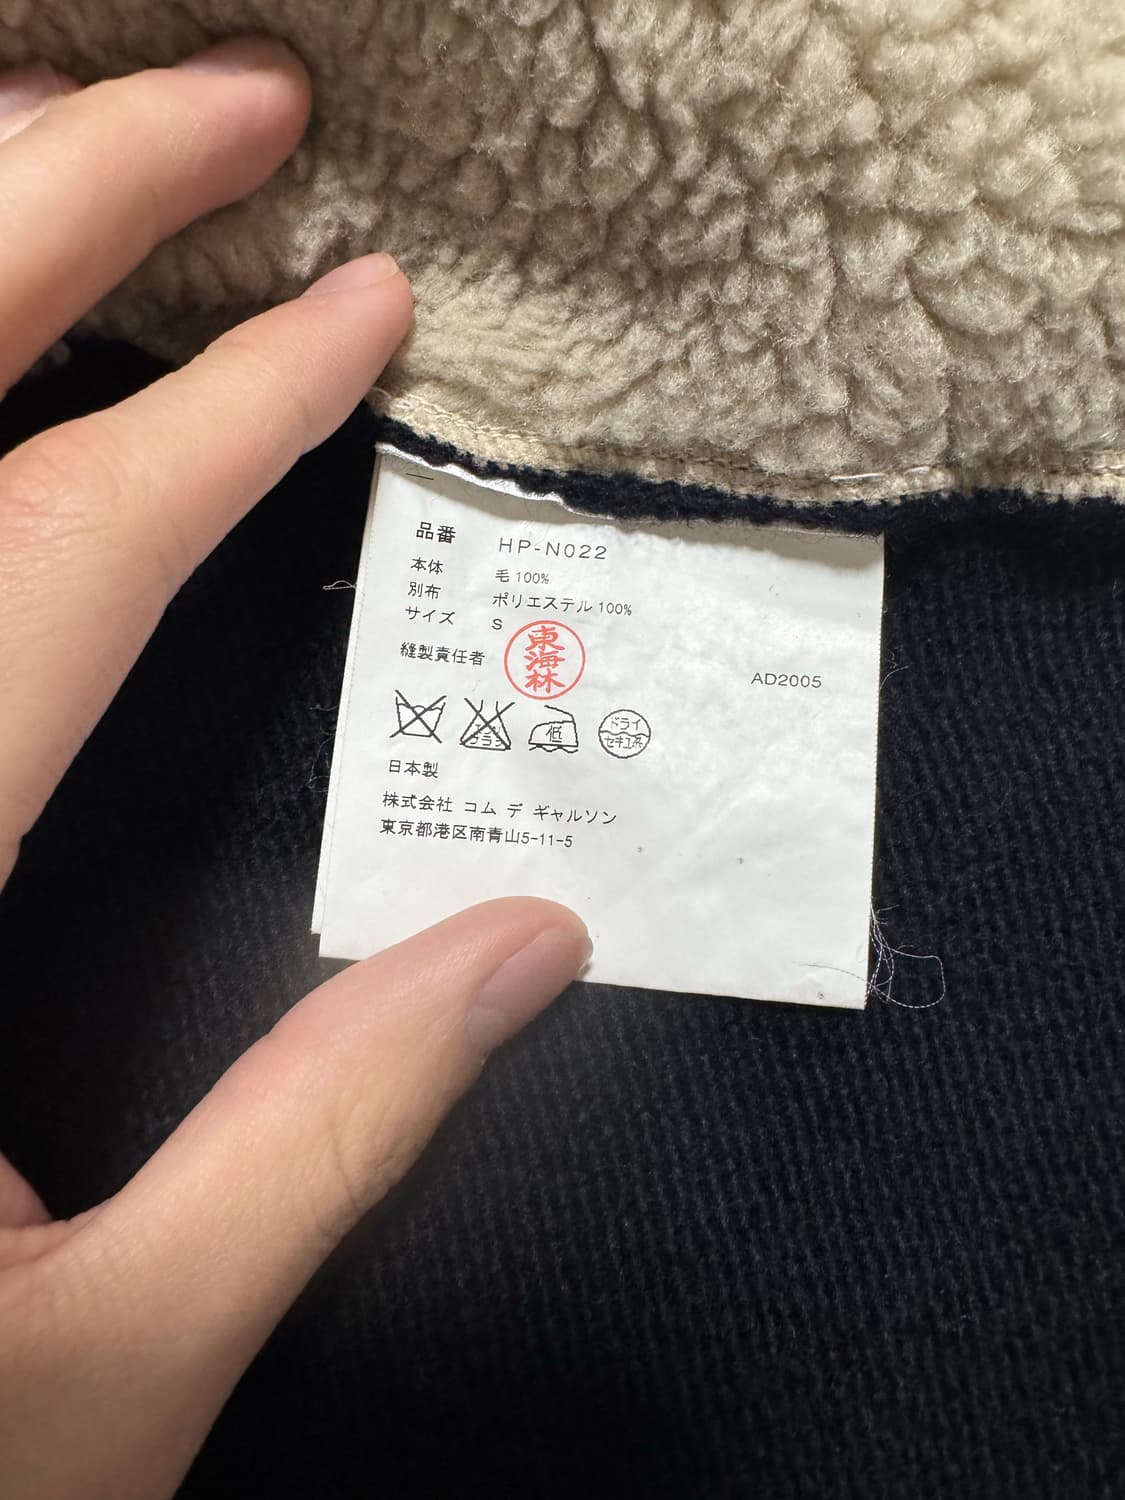 品番 HP-N022
本体 毛 100%
別布 ポリエステル 100%
サイズ S
縫製責任者 東海林
AD2005
低
ドライ
セキユ系
日本製
株式会社 コム デ ギャルソン
東京都港区南青山5-11-5